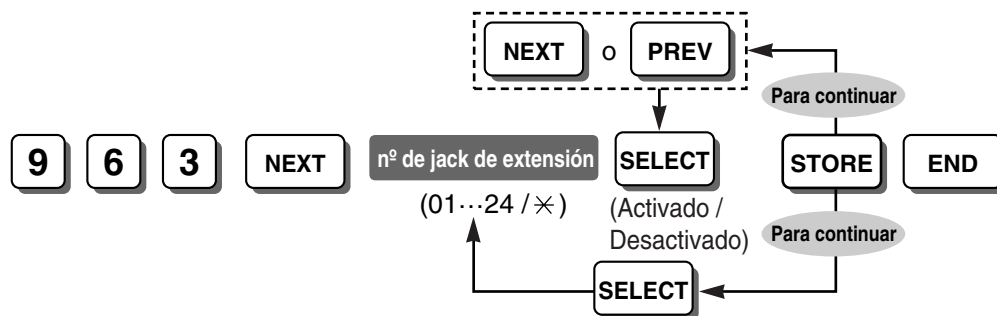 NEXT o PREV
Para continuar
9 6 3 NEXT nº de jack de extensión SELECT STORE END
(01···24 / ✳) (Activado /
Desactivado)
Para continuar
SELECT